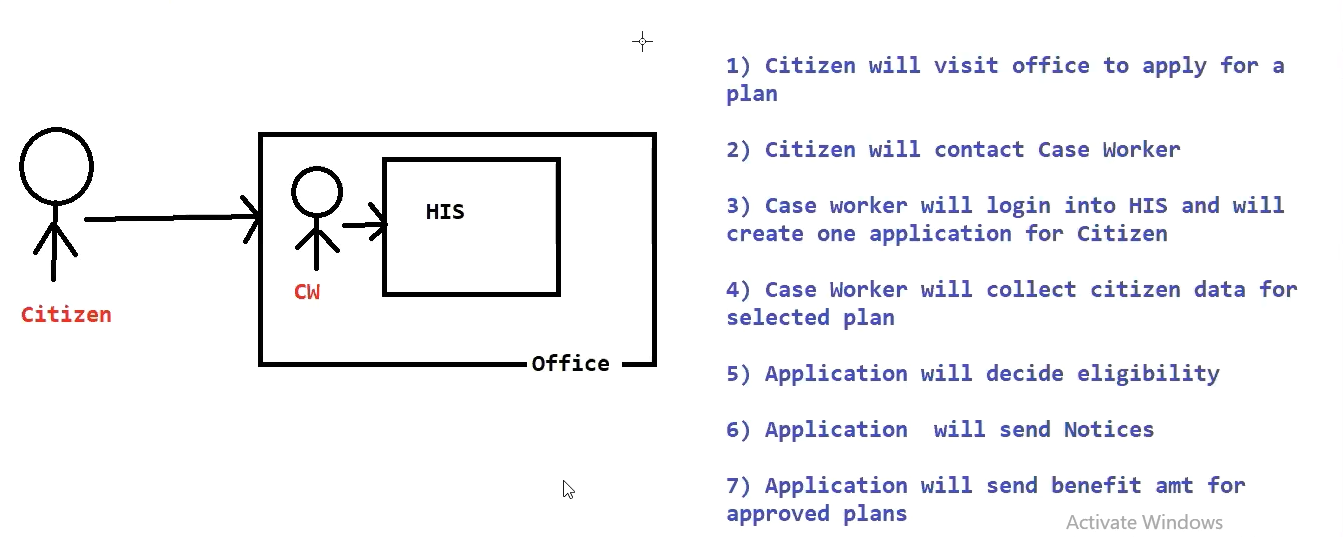 Citizen
CW
HIS
Office
1) Citizen will visit office to apply for a
plan
2) Citizen will contact Case Worker
3) Case worker will login into HIS and will
create one application for Citizen
4) Case Worker will collect citizen data for
selected plan
5) Application will decide eligibility
6) Application  will send Notices
7) Application will send benefit amt for
approved plans
Activate Windows